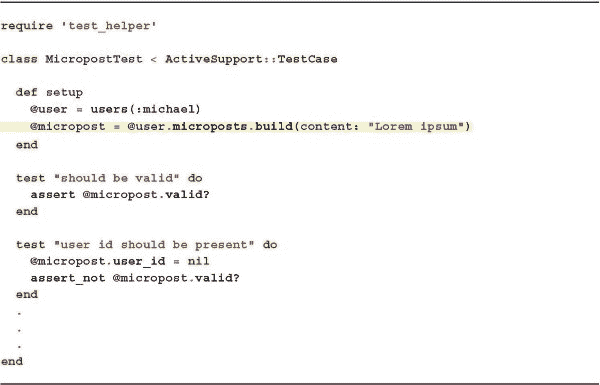 require 'test_helper'

class MicropostTest < ActiveSupport::TestCase

  def setup
    @user = users(:michael)
    @micropost = @user.microposts.build(content: "Lorem ipsum")
  end

  test "should be valid" do
    assert @micropost.valid?
  end

  test "user id should be present" do
    @micropost.user_id = nil
    assert_not @micropost.valid?
  end
  .
  .
  .
end